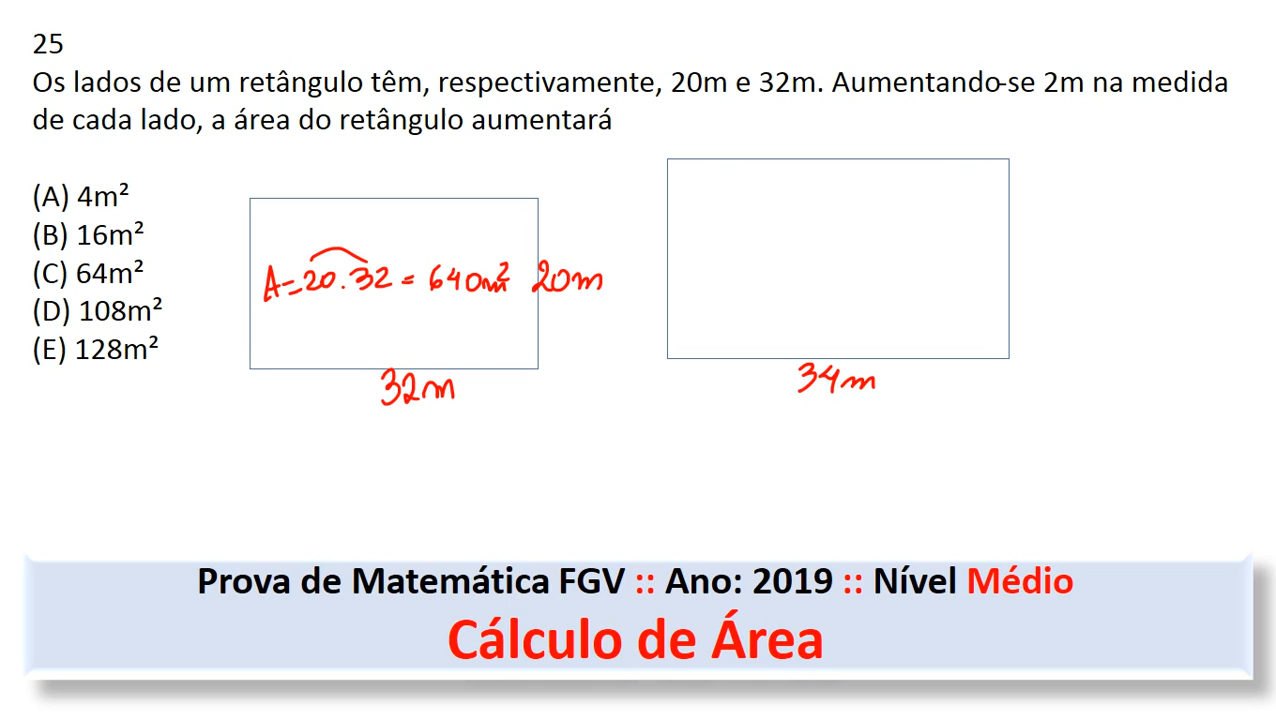 25
Os lados de um retângulo têm, respectivamente, 20m e 32m. Aumentando-se 2m na medida
de cada lado, a área do retângulo aumentará
(A) 4m²
(B) 16m²
(C) 64m²
(D) 108m²
(E) 128m²
A=20.32 = 640m²
20m
32m
34m
Prova de Matemática FGV :: Ano: 2019 :: Nível Médio
Cálculo de Área